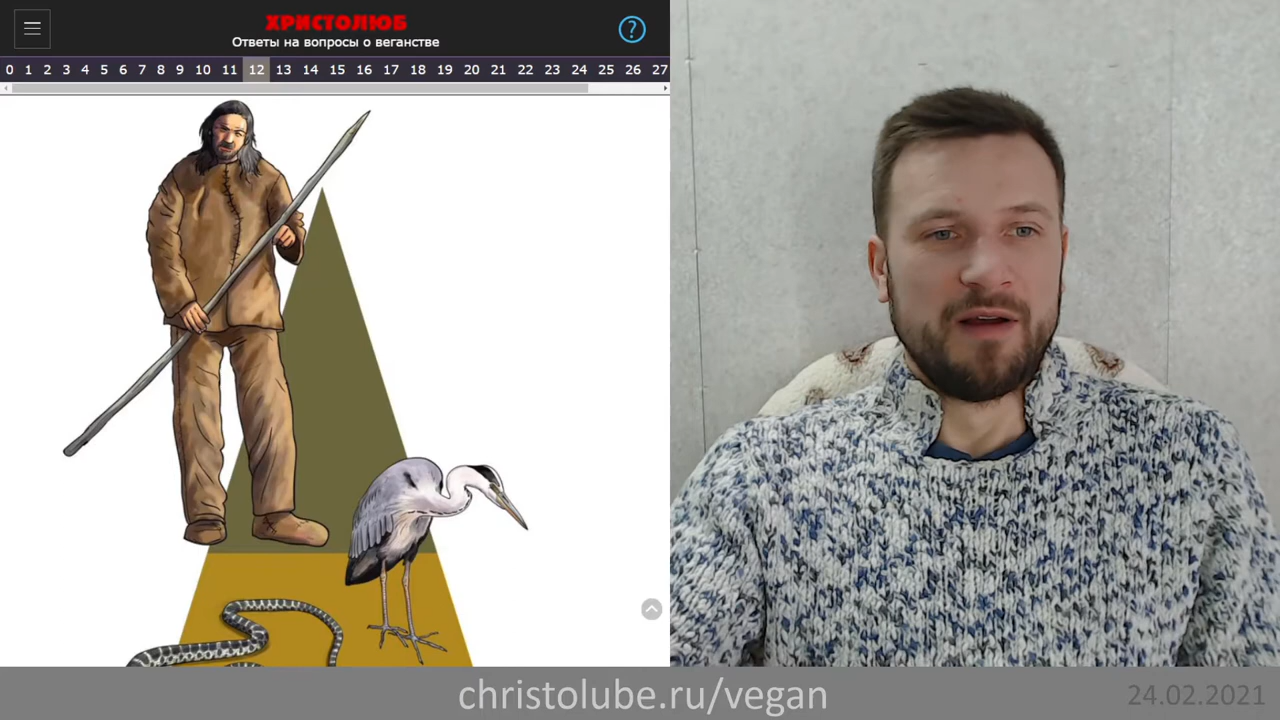 ХРИСТОЛЮБ
Ответы на вопросы о веганстве
?
0 1 2 3 4 5 6 7 8 9 10 11 12 13 14 15 16 17 18 19 20 21 22 23 24 25 26 27
christolube.ru/vegan
24.02.2021